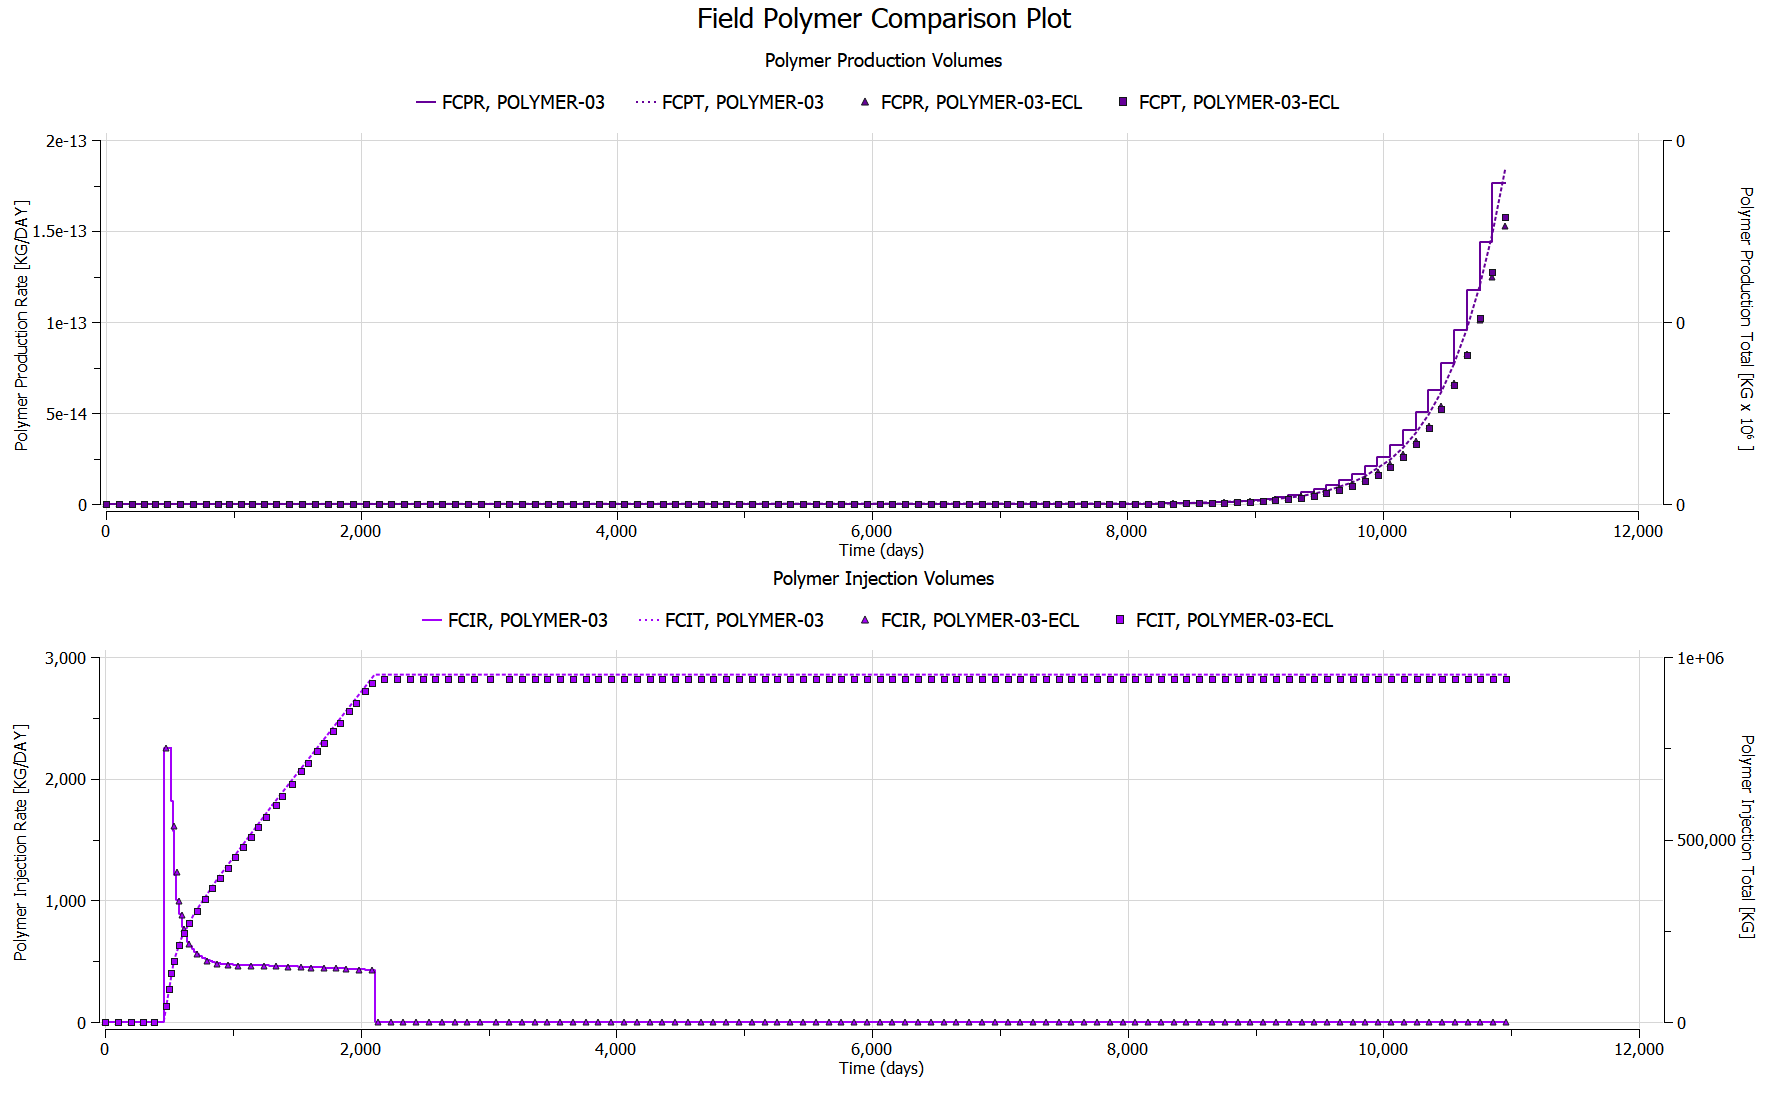 Field Polymer Comparison Plot
Polymer Production Volumes
FCPR, POLYMER-03 FCPT, POLYMER-03 FCPR, POLYMER-03-ECL FCPT, POLYMER-03-ECL
Polymer Production Rate [KG/DAY]
2e-13
1.5e-13
1e-13
5e-14
0
0
0
0
Polymer Production Total [KG x 10⁶ ]
0 2,000 4,000 6,000 8,000 10,000 12,000
Time (days)
Polymer Injection Volumes
FCIR, POLYMER-03 FCIT, POLYMER-03 FCIR, POLYMER-03-ECL FCIT, POLYMER-03-ECL
Polymer Injection Rate [KG/DAY]
3,000
2,000
1,000
0
1e+06
500,000
0
Polymer Injection Total [KG]
0 2,000 4,000 6,000 8,000 10,000 12,000
Time (days)